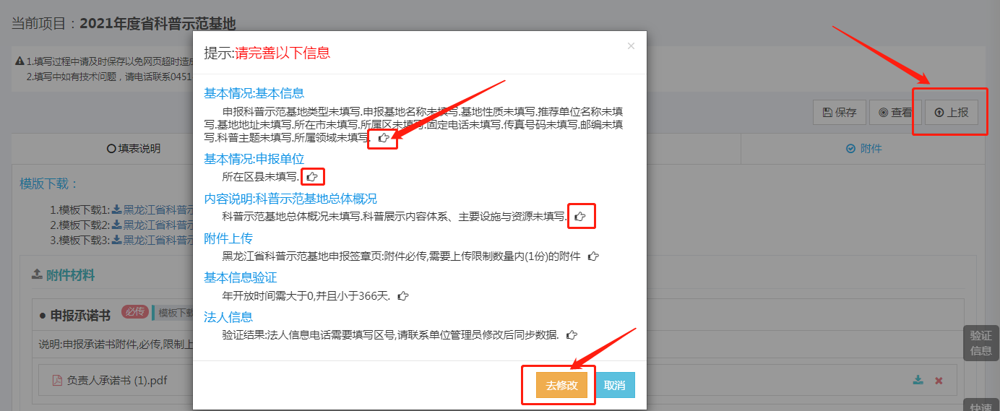 当前项目：2021年度省科普示范基地
1.填写过程中请及时保存以免网页超时造成
2.填写中如有技术问题，请电话联系0451
保存
查看
上报
填表说明
附件
模版下载：
1.模板下载1:黑龙江省科普示
2.模板下载2:黑龙江省科普示
3.模板下载3:黑龙江省科普示
附件材料
● 申报承诺书 必传 模板下载
说明:申报承诺书附件,必传,限制上
负责人承诺书 (1).pdf
提示:请完善以下信息
×
基本情况:基本信息
申报科普示范基地类型未填写.申报基地名称未填写.基地性质未填写.推荐单位名称未填
写.基地地址未填写.所在市未填写.所属区未填写.固定电话未填写.传真号码未填写.邮编未填
写.科普主题未填写.所属领域未填写.
基本情况:申报单位
所在区县未填写.
内容说明:科普示范基地总体概况
科普示范基地总体概况未填写.科普展示内容体系、主要设施与资源未填写.
附件上传
黑龙江省科普示范基地申报签章页:附件必传,需要上传限制数量内(1份)的附件
基本信息验证
年开放时间需大于0,并且小于366天.
法人信息
验证结果:法人信息电话需要填写区号,请联系单位管理员修改后同步数据.
去修改
取消
验证
信息
快速